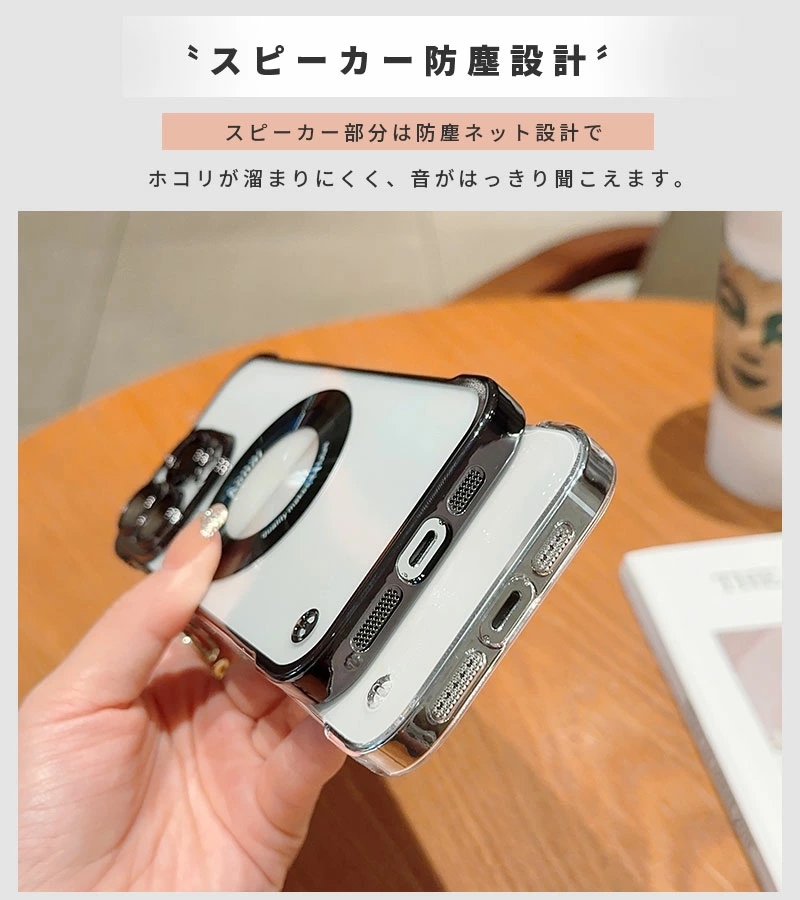 〝スピーカー防塵設計〞
スピーカー部分は防塵ネット設計で
ホコリが溜まりにくく、音がはっきり聞こえます。
THE